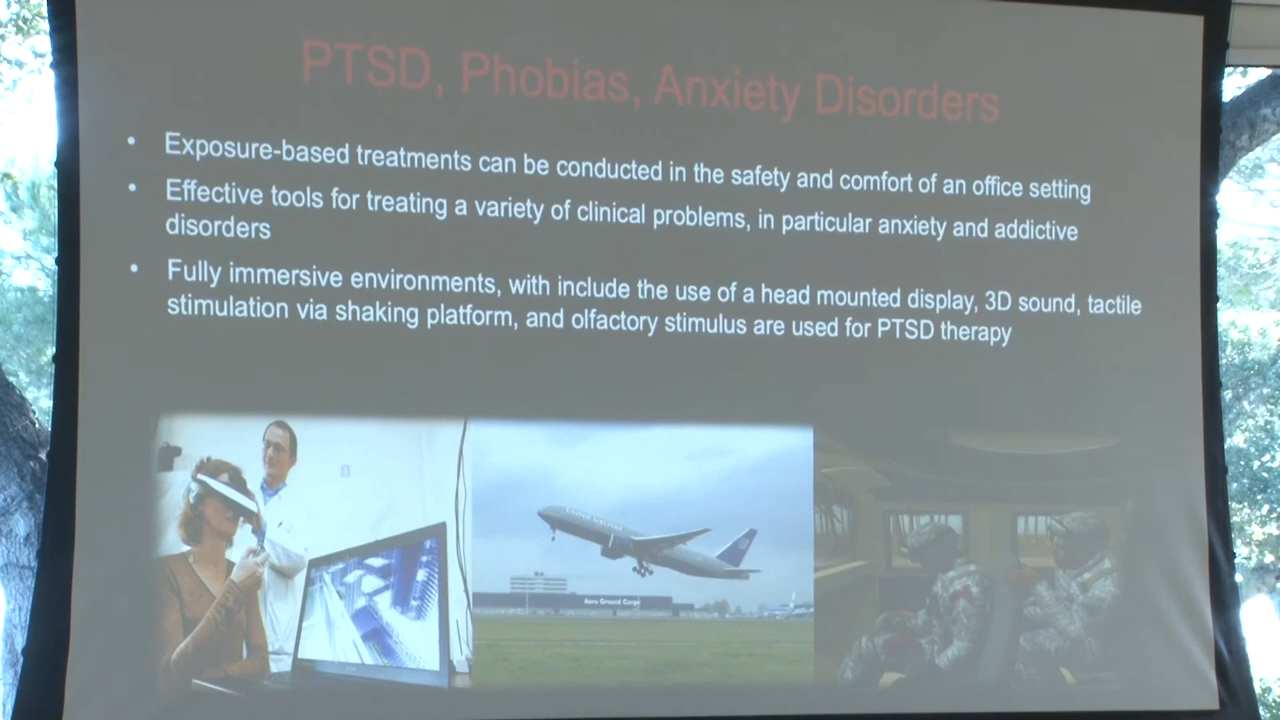 PTSD, Phobias, Anxiety Disorders
• Exposure-based treatments can be conducted in the safety and comfort of an office setting
• Effective tools for treating a variety of clinical problems, in particular anxiety and addictive
disorders
• Fully immersive environments, with include the use of a head mounted display, 3D sound, tactile
stimulation via shaking platform, and olfactory stimulus are used for PTSD therapy
Aero Ground Cargo